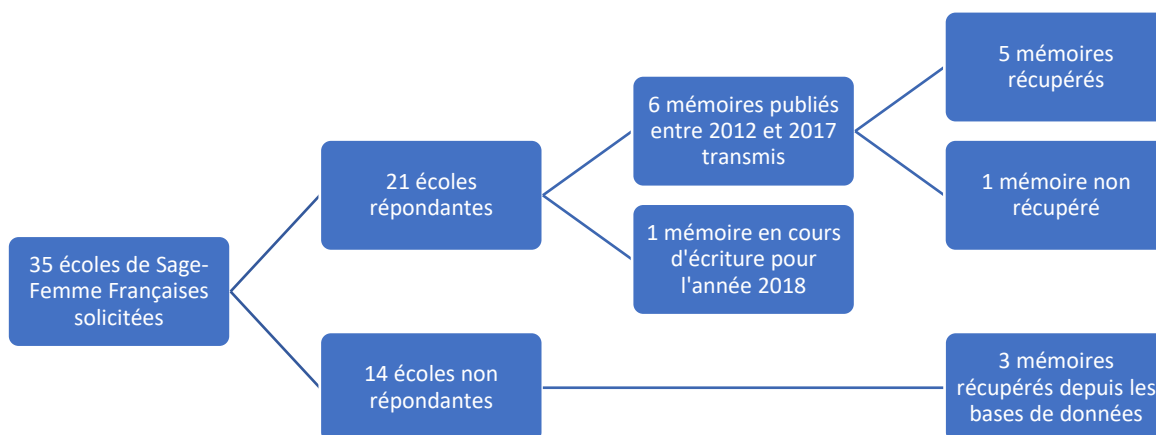 35 écoles de Sage-
Femme Françaises
solicitées
21 écoles
répondantes
14 écoles non
répondantes
6 mémoires publiés
entre 2012 et 2017
transmis
1 mémoire en cours
d'écriture pour
l'année 2018
5 mémoires
récupérés
1 mémoire non
récupéré
3 mémoires
récupérés depuis les
bases de données